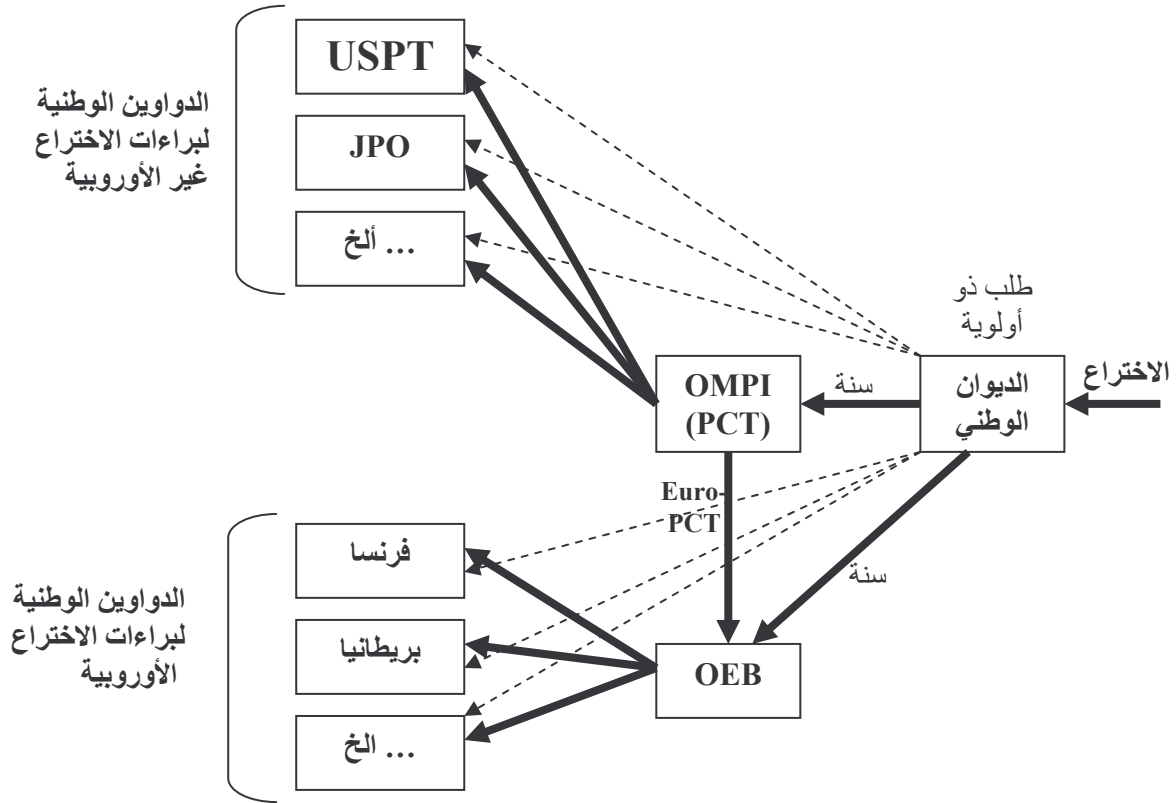 USPT
الدواوين الوطنية
لبراءات الاختراع
غير الأوروبية
JPO
... ألخ
طلب ذو
أولوية
الاختراع
الديوان
الوطني
سنة
OMPI
(PCT)
Euro-
PCT
سنة
فرنسا
الدواوين الوطنية
لبراءات الاختراع
الأوروبية
بريطانيا
OEB
... الخ